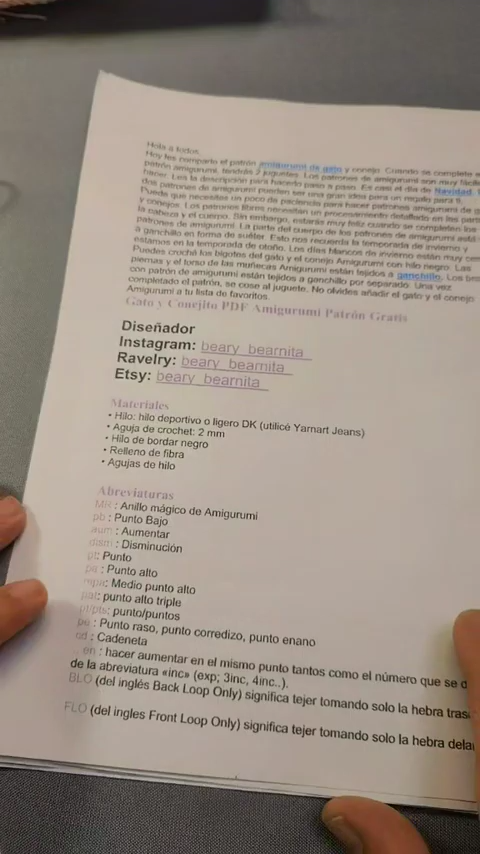 Hola a todos,
Hoy les comparto el patrón amigurumi de gato y conejo. Cuando se complete e
patrón amigurumi, tendrás 2 juguetes. Los patrones de amigurumi son muy fácile
hacer. Lea la descripción para hacerlo paso a paso. Es casi el día de Navidad.
dos patrones de amigurumi pueden ser una gran idea para un regalo para ti.
Puede que necesitas un poco de paciencia para hacer patrones amigurumi de g
y conejos. Los patrones libres necesitan un procesamiento detallado en las part
la cabeza y el cuerpo. Sin embargo, estarás muy feliz cuando se completen los
patrones de amigurumi. La parte del cuerpo de los patrones de amigurumi está
a ganchillo en forma de suéter. Esto nos recuerda la temporada de invierno y
estamos en la temporada de otoño. Los días blancos de invierno están muy cer
Puedes croché los bigotes del gato y el conejo Amigurumi con hilo negro. Las
piernas y el torso de las muñecas Amigurumi están tejidos a ganchillo. Los bra
con patrón de amigurumi están tejidos a ganchillo por separado. Una vez
completado el patrón, se cose al juguete. No olvides añadir el gato y el conejo
Amigurumi a tu lista de favoritos.
Gato y Conejito PDF Amigurumi Patrón Gratis
Diseñador
Instagram: beary_bearnita_
Ravelry: beary_bearnita_
Etsy: beary_bearnita_
Materiales
• Hilo: hilo deportivo o ligero DK (utilicé Yarnart Jeans)
• Aguja de crochet: 2 mm
• Hilo de bordar negro
• Relleno de fibra
• Agujas de hilo
Abreviaturas
MR : Anillo mágico de Amigurumi
pb : Punto Bajo
aum : Aumentar
dism : Disminución
pt: Punto
pa : Punto alto
mpa: Medio punto alto
pat: punto alto triple
pt/pts: punto/puntos
pe : Punto raso, punto corredizo, punto enano
cd : Cadeneta
en : hacer aumentar en el mismo punto tantos como el número que se d
de la abreviatura «inc» (exp; 3inc, 4inc..).
BLO (del inglés Back Loop Only) significa tejer tomando solo la hebra tras
FLO (del ingles Front Loop Only) significa tejer tomando solo la hebra dela